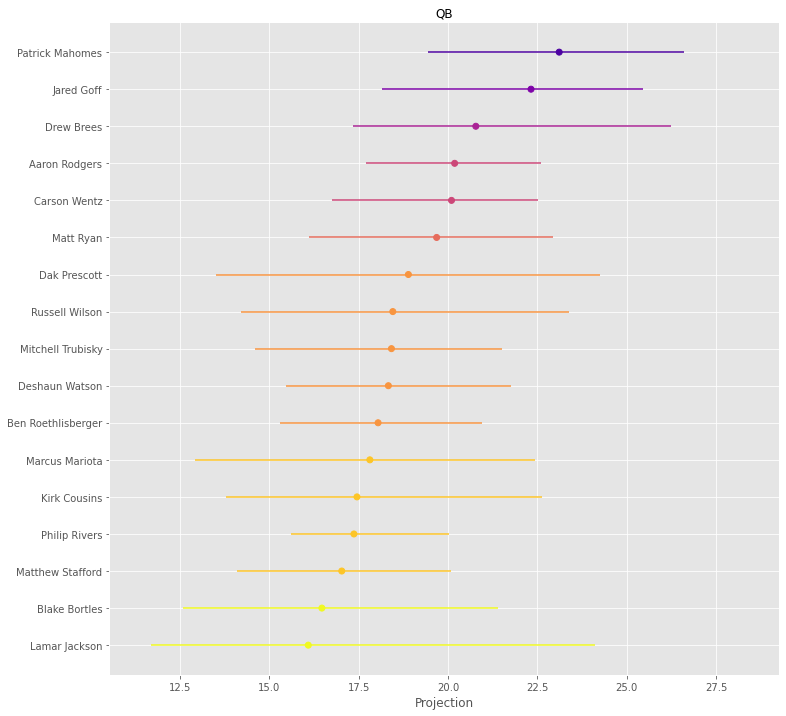 QB
Patrick Mahomes
Jared Goff
Drew Brees
Aaron Rodgers
Carson Wentz
Matt Ryan
Dak Prescott
Russell Wilson
Mitchell Trubisky
Deshaun Watson
Ben Roethlisberger
Marcus Mariota
Kirk Cousins
Philip Rivers
Matthew Stafford
Blake Bortles
Lamar Jackson
12.5 15.0 17.5 20.0 22.5 25.0 27.5
Projection